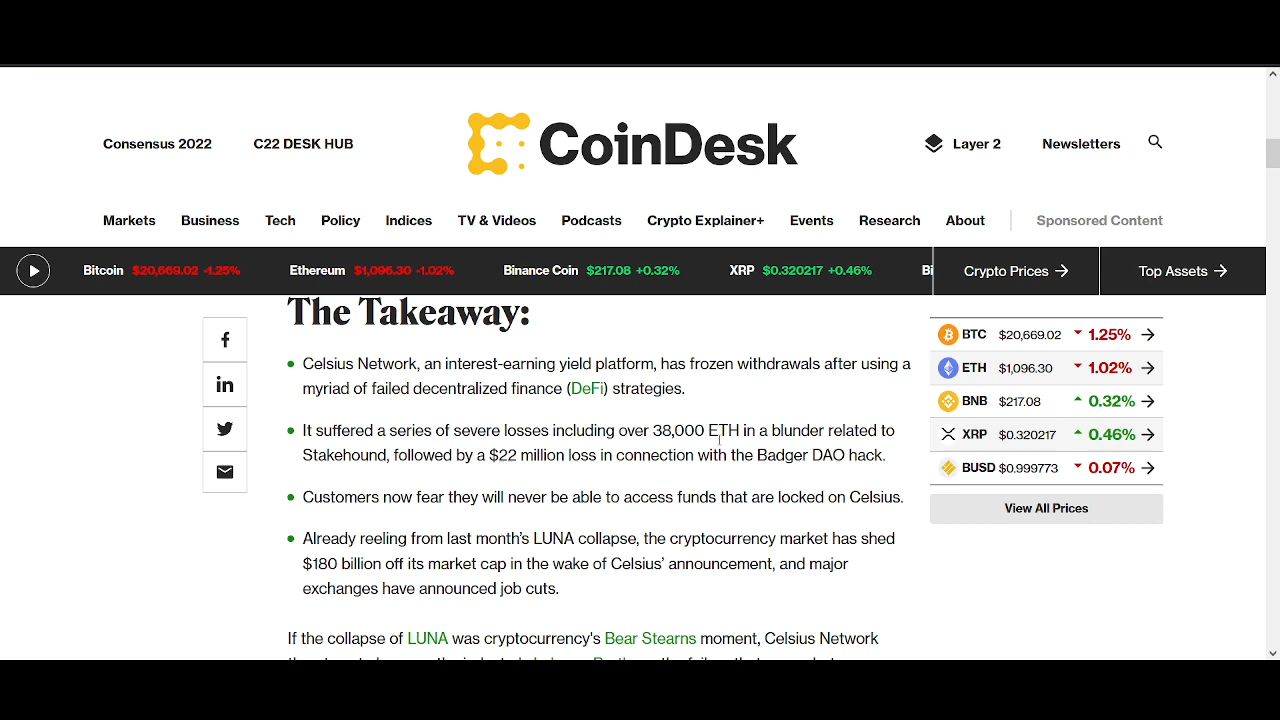 CoinDesk
Consensus 2022 C22 DESK HUB Layer 2 Newsletters
Markets Business Tech Policy Indices TV & Videos Podcasts Crypto Explainer+ Events Research About Sponsored Content
Bitcoin $20,669.02 -1.25% Ethereum $1,096.30 -1.02% Binance Coin $217.08 +0.32% XRP $0.320217 +0.46% Bi Crypto Prices → Top Assets →
The Takeaway:
• Celsius Network, an interest-earning yield platform, has frozen withdrawals after using a
myriad of failed decentralized finance (DeFi) strategies.
• It suffered a series of severe losses including over 38,000 ETH in a blunder related to
Stakehound, followed by a $22 million loss in connection with the Badger DAO hack.
• Customers now fear they will never be able to access funds that are locked on Celsius.
• Already reeling from last month's LUNA collapse, the cryptocurrency market has shed
$180 billion off its market cap in the wake of Celsius' announcement, and major
exchanges have announced job cuts.
If the collapse of LUNA was cryptocurrency's Bear Stearns moment, Celsius Network
BTC $20,669.02 1.25% →
ETH $1,096.30 1.02% →
BNB $217.08 0.32% →
XRP $0.320217 0.46% →
BUSD $0.999773 0.07% →
View All Prices